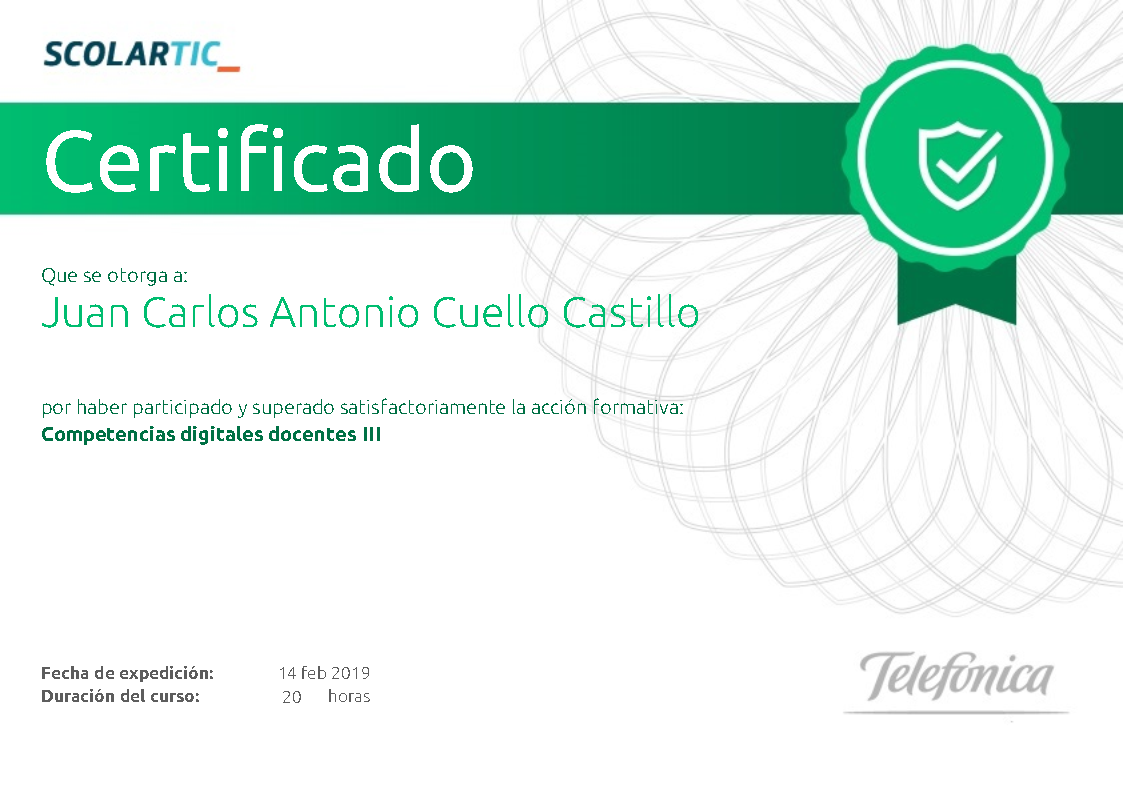 SCOLARTIC_
Certificado
Que se otorga a:
Juan Carlos Antonio Cuello Castillo
por haber participado y superado satisfactoriamente la acción formativa:
Competencias digitales docentes III
Fecha de expedición: 14 feb 2019
Duración del curso: 20 horas
Telefónica